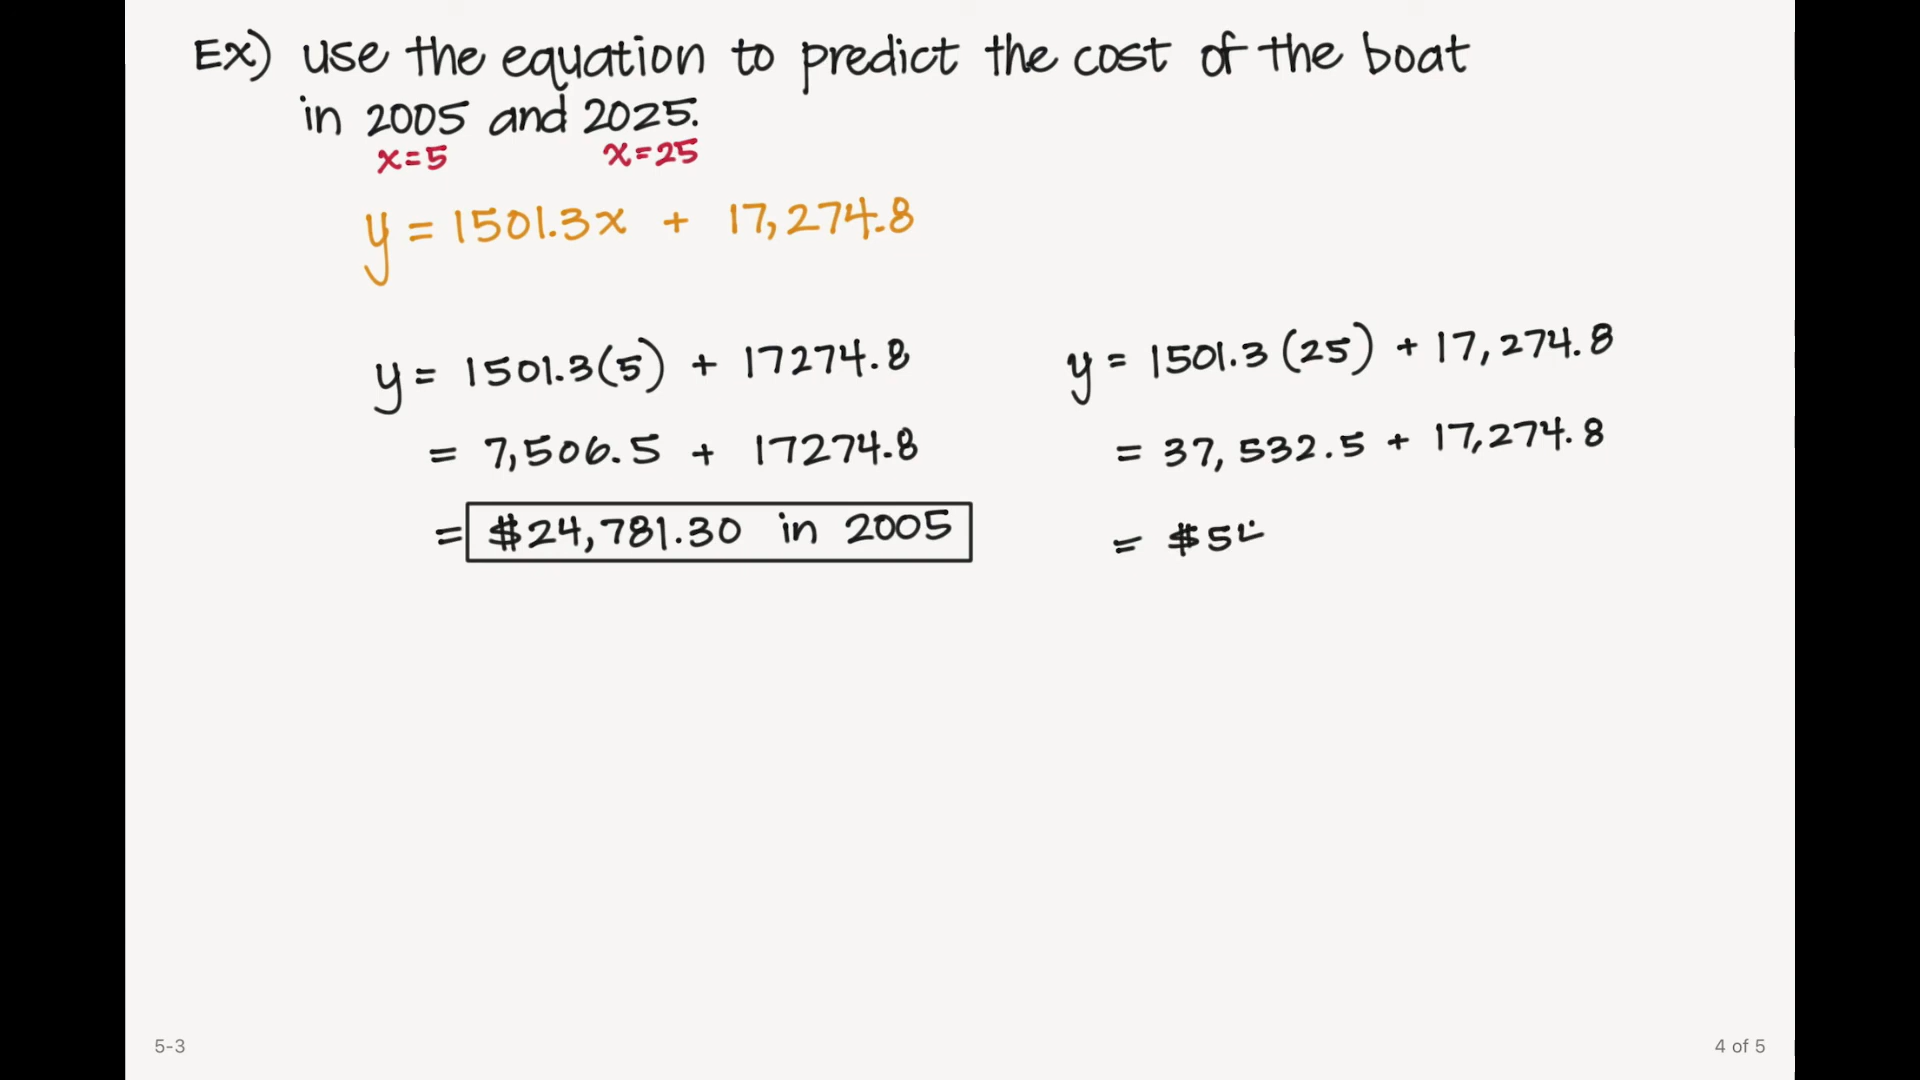 Ex) use the equation to predict the cost of the boat
in 2005 and 2025.
x=5 x=25
y = 1501.3x + 17,274.8
y = 1501.3(5) + 17274.8
= 7,506.5 + 17274.8
= $24,781.30 in 2005
y = 1501.3 (25) + 17,274.8
= 37,532.5 + 17,274.8
= $5
5-3
4 of 5